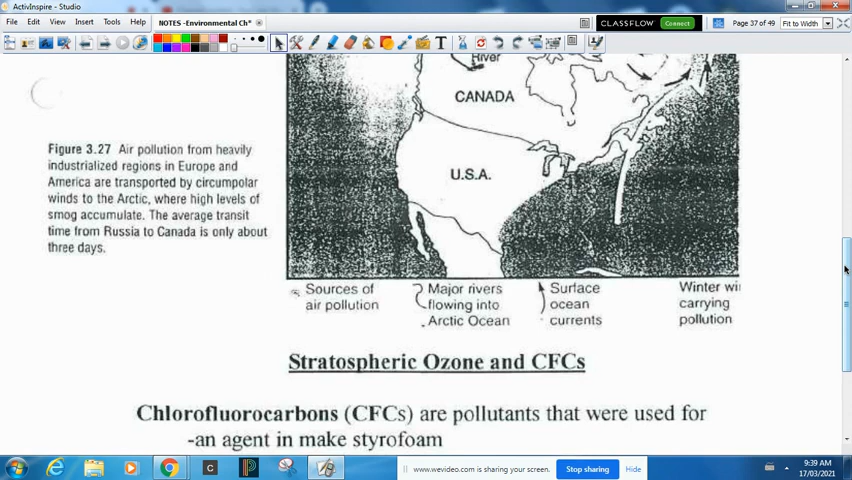 ActivInspire - Studio
File Edit View Insert Tools Help NOTES -Environmental Ch* CLASSFLOW Connect Page 37 of 49 Fit to Width
River
CANADA
U.S.A.
Figure 3.27 Air pollution from heavily
industrialized regions in Europe and
America are transported by circumpolar
winds to the Arctic, where high levels of
smog accumulate. The average transit
time from Russia to Canada is only about
three days.
Sources of
air pollution
Major rivers
flowing into
Arctic Ocean
Surface
ocean
currents
Winter wi
carrying
pollution
Stratospheric Ozone and CFCs
Chlorofluorocarbons (CFCs) are pollutants that were used for
-an agent in make styrofoam
www.wevideo.com is sharing your screen. Stop sharing Hide
9:39 AM
17/03/2021